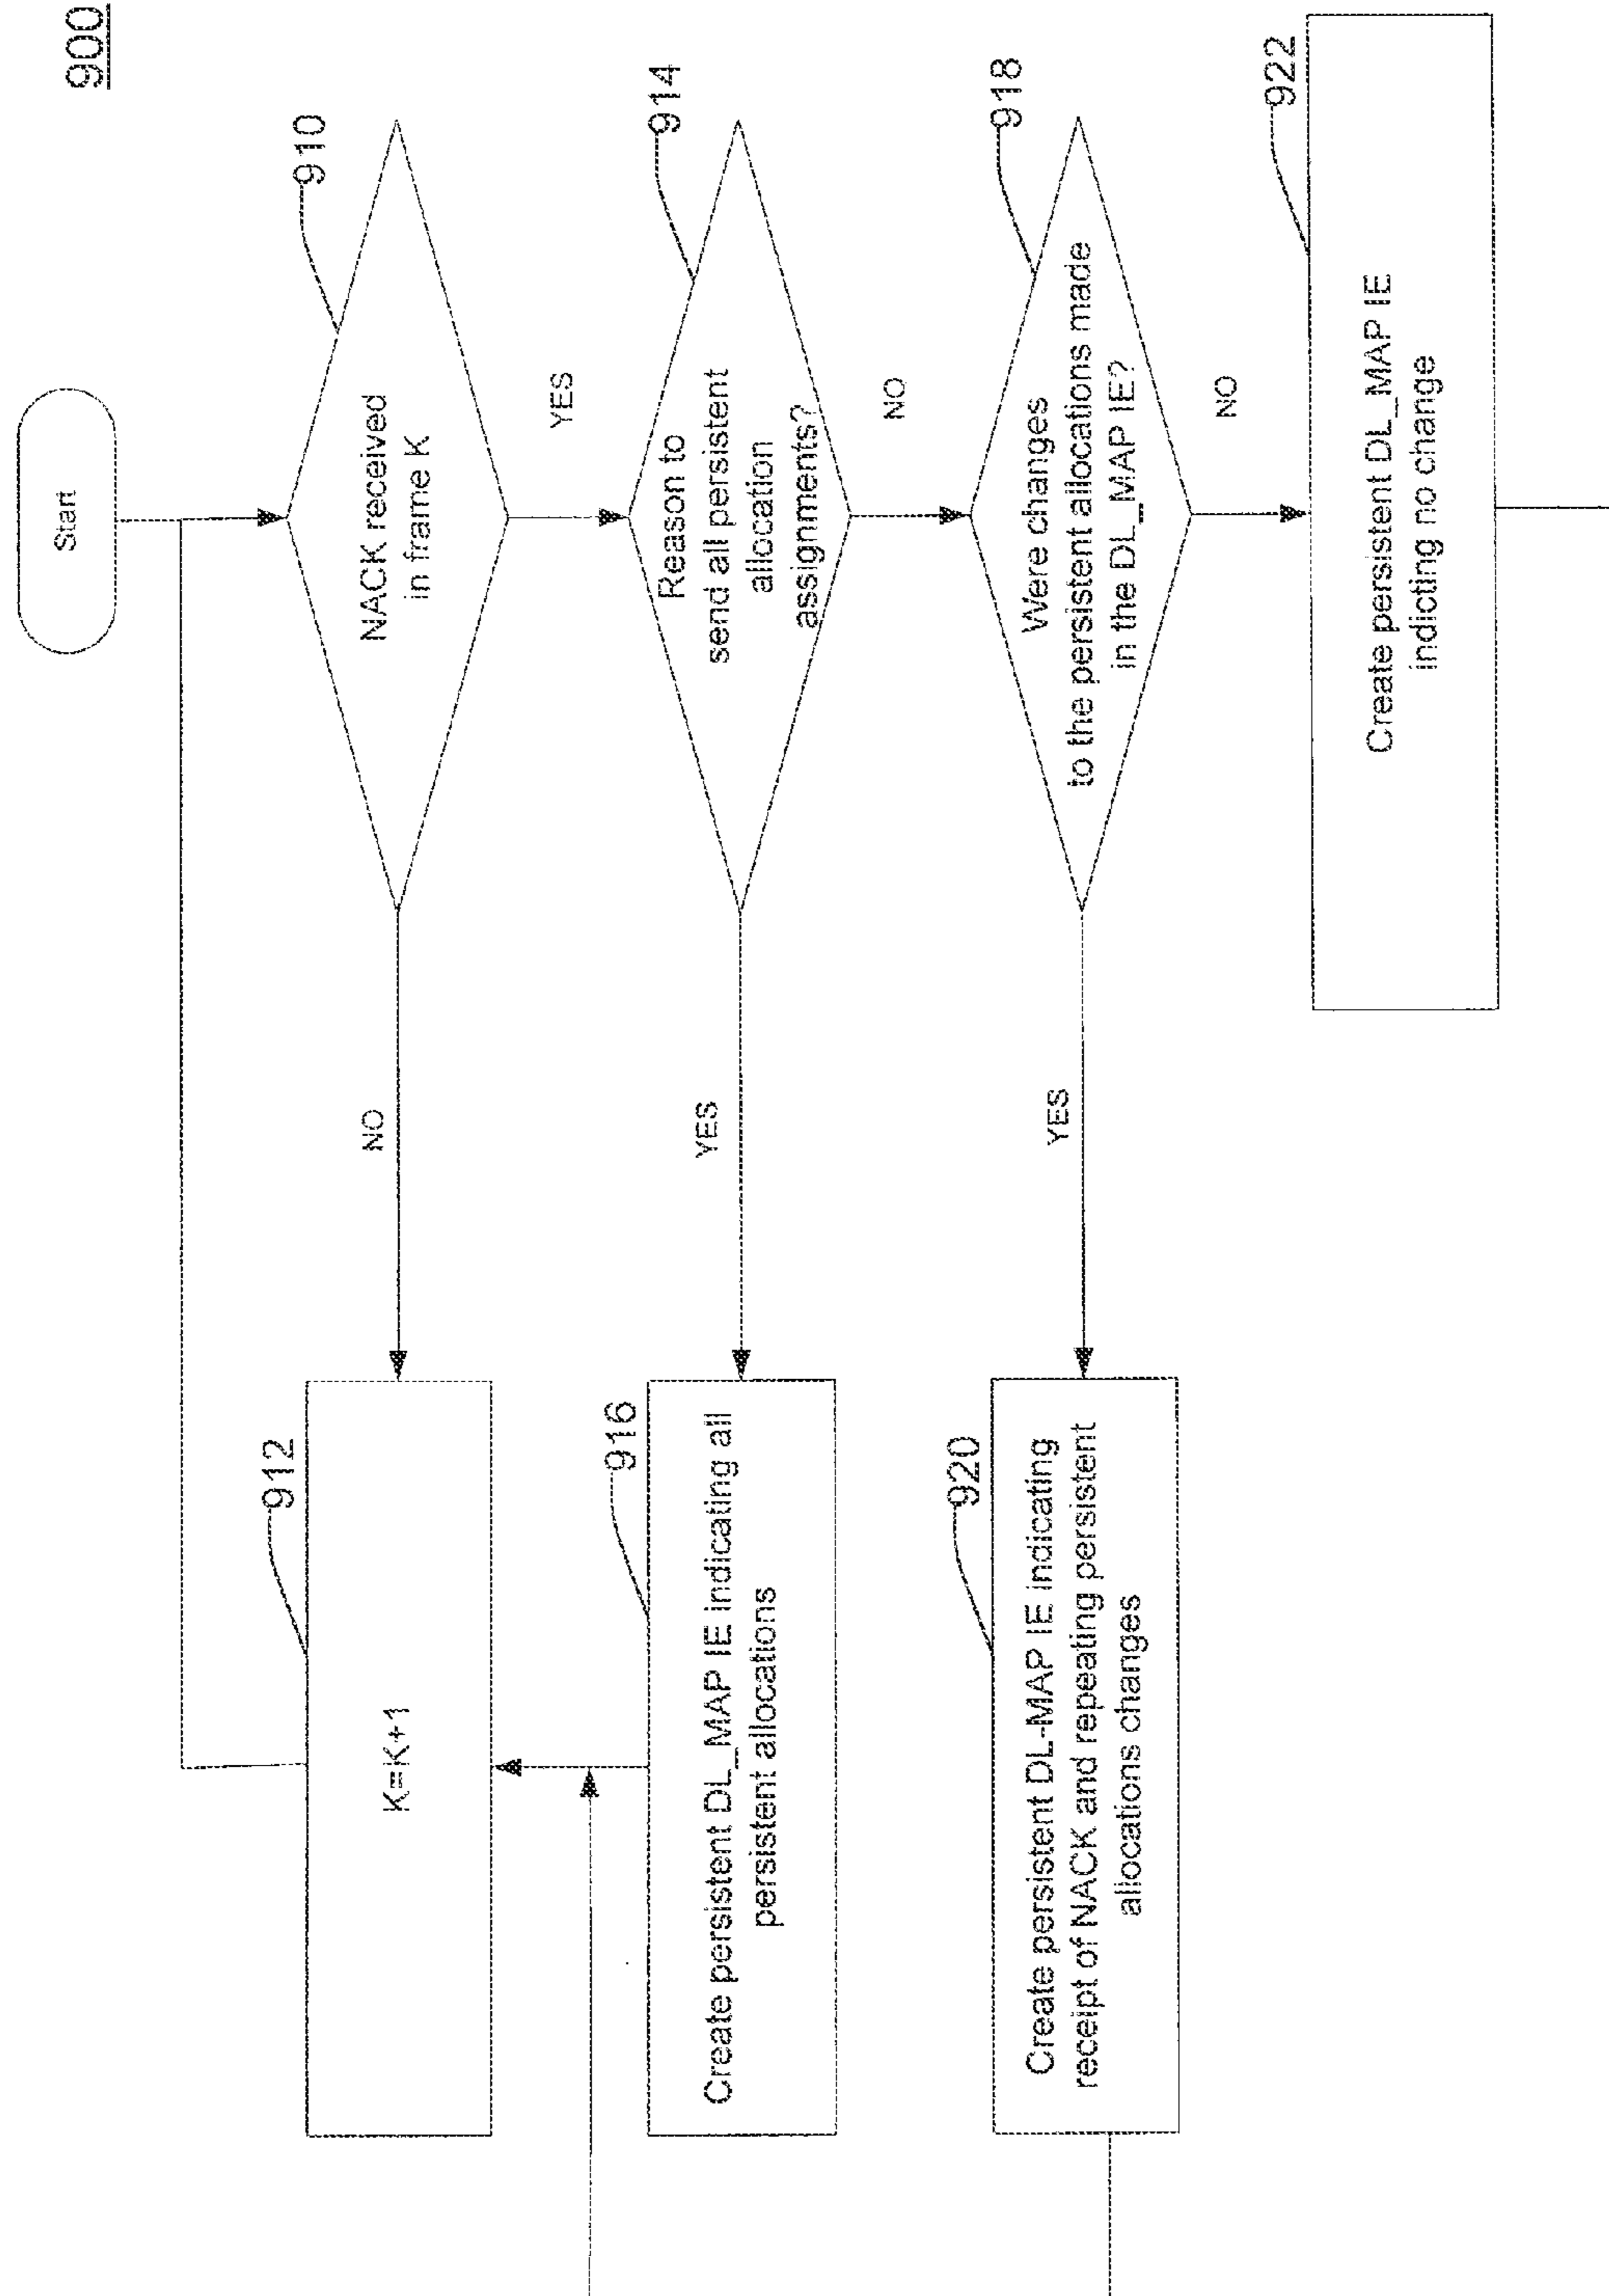 900
Start
910
NACK received
in frame K
NO
YES
912
K=K+1
914
Reason to
send all persistent
allocation
assignments?
YES
NO
916
Create persistent DL_MAP IE indicating all
persistent allocations
918
Were changes
to the persistent allocations made
in the DL_MAP IE?
YES
NO
920
Create persistent DL-MAP IE indicating
receipt of NACK and repeating persistent
allocations changes
922
Create persistent DL_MAP IE
indicting no change